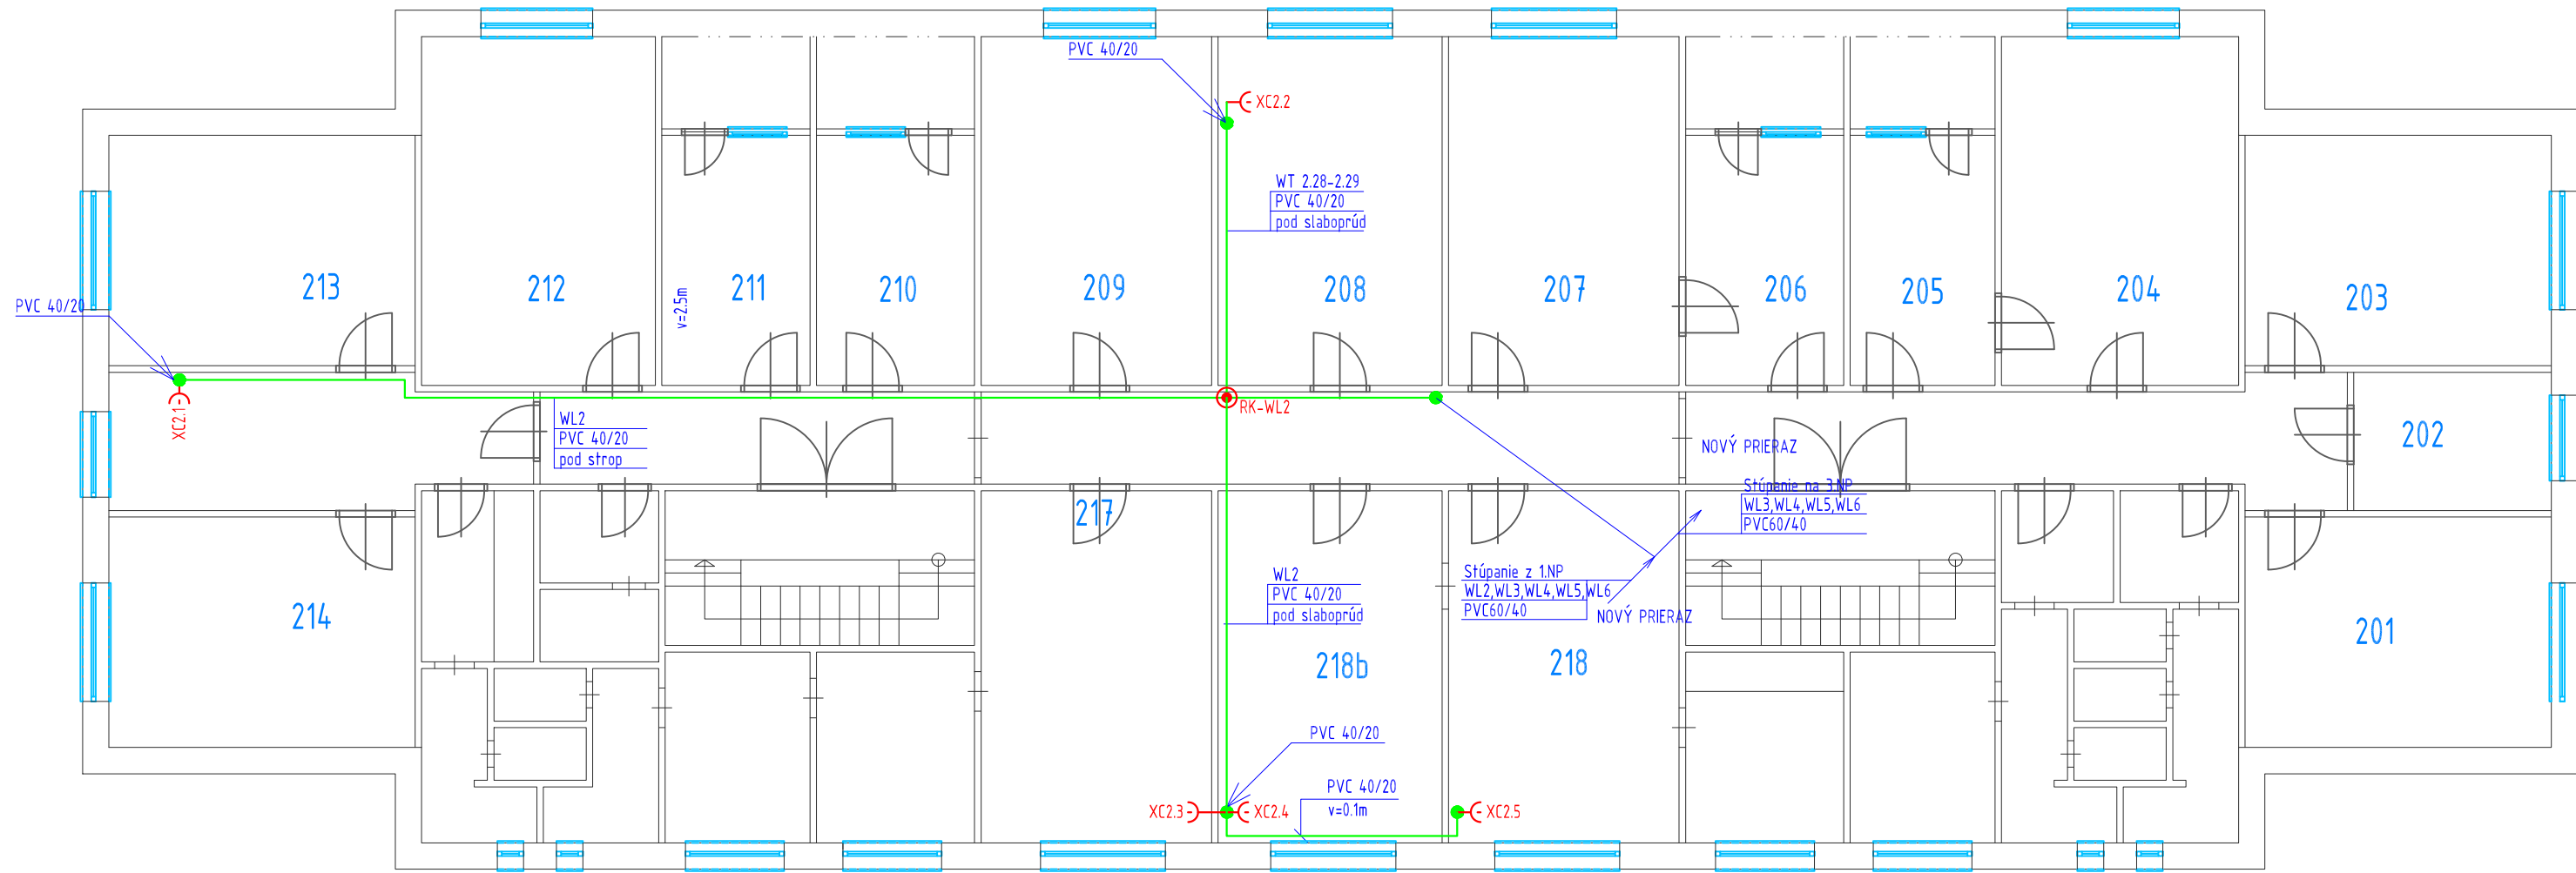 PVC 40/20
XC2.2
WT 2.28-2.29
PVC 40/20
pod slaboprúd
213
212
211
210
209
208
207
206
205
204
203
v=2.5m
PVC 40/20
XC2.1
RK-WL2
WL2
PVC 40/20
pod strop
NOVÝ PRIERAZ
202
Stúpanie na 3.NP
WL3,WL4,WL5,WL6
PVC60/40
217
Stúpanie z 1.NP
WL2,WL3,WL4,WL5,WL6
PVC60/40
NOVÝ PRIERAZ
WL2
PVC 40/20
pod slaboprúd
214
218b
218
201
PVC 40/20
PVC 40/20
v=0.1m
XC2.3
XC2.4
XC2.5